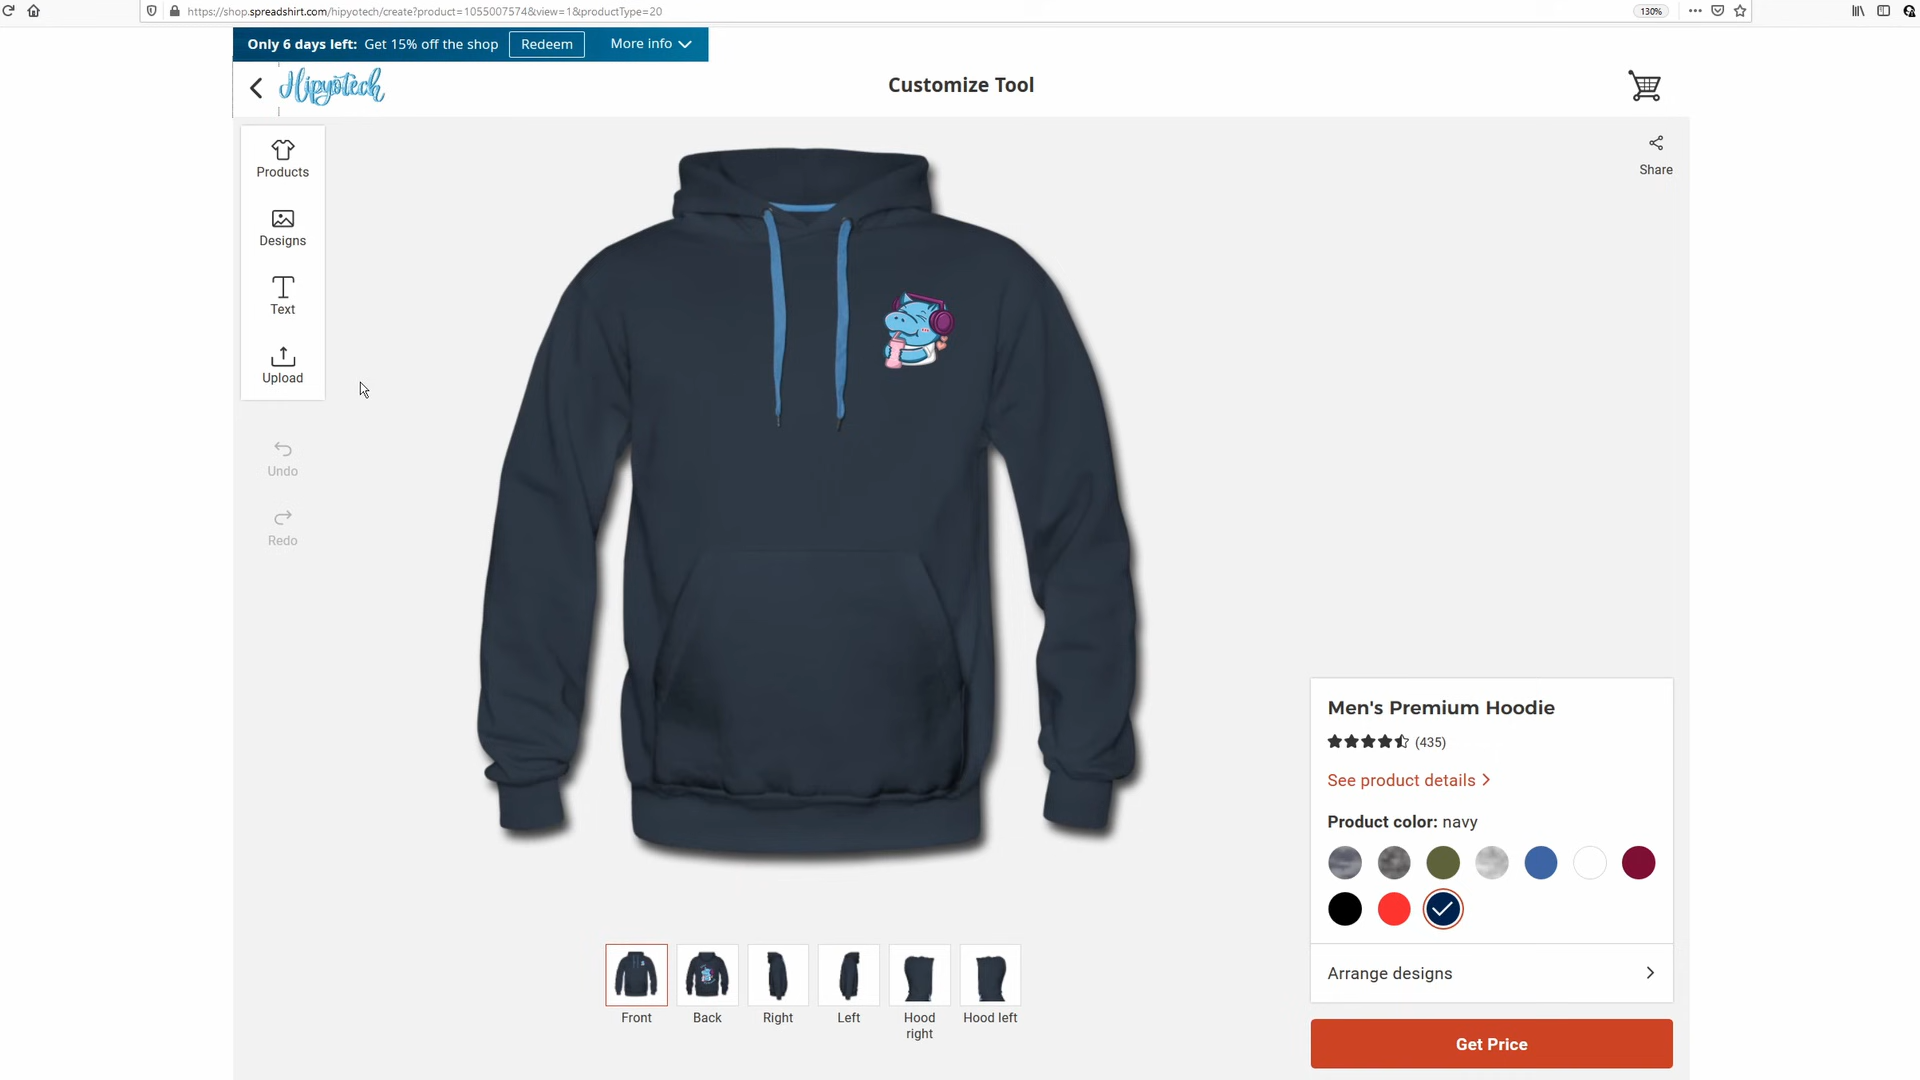 https://shop.spreadshirt.com/hipyotech/create?product=1055007574&view=1&productType=20
130%
Only 6 days left: Get 15% off the shop
Redeem
More info
Hipyotech
Customize Tool
Products
Designs
Text
Upload
Undo
Redo
Share
Men's Premium Hoodie
(435)
See product details
Product color: navy
Arrange designs
Get Price
Front
Back
Right
Left
Hood
right
Hood left